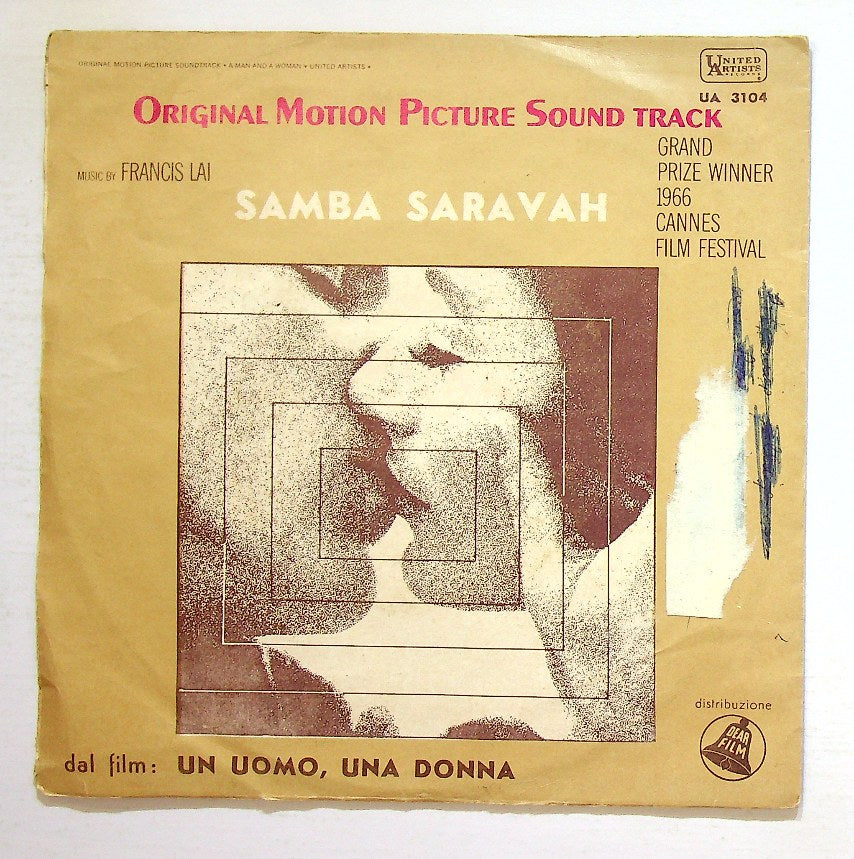 ORIGINAL MOTION PICTURE SOUNDTRACK • A MAN AND A WOMAN • UNITED ARTISTS •
UNITED
ARTISTS
RECORDS
UA 3104
ORIGINAL MOTION PICTURE SOUND TRACK
MUSIC BY FRANCIS LAI
GRAND
PRIZE WINNER
1966
CANNES
FILM FESTIVAL
SAMBA SARAVAH
distribuzione
DEAR
FILM
dal film: UN UOMO, UNA DONNA